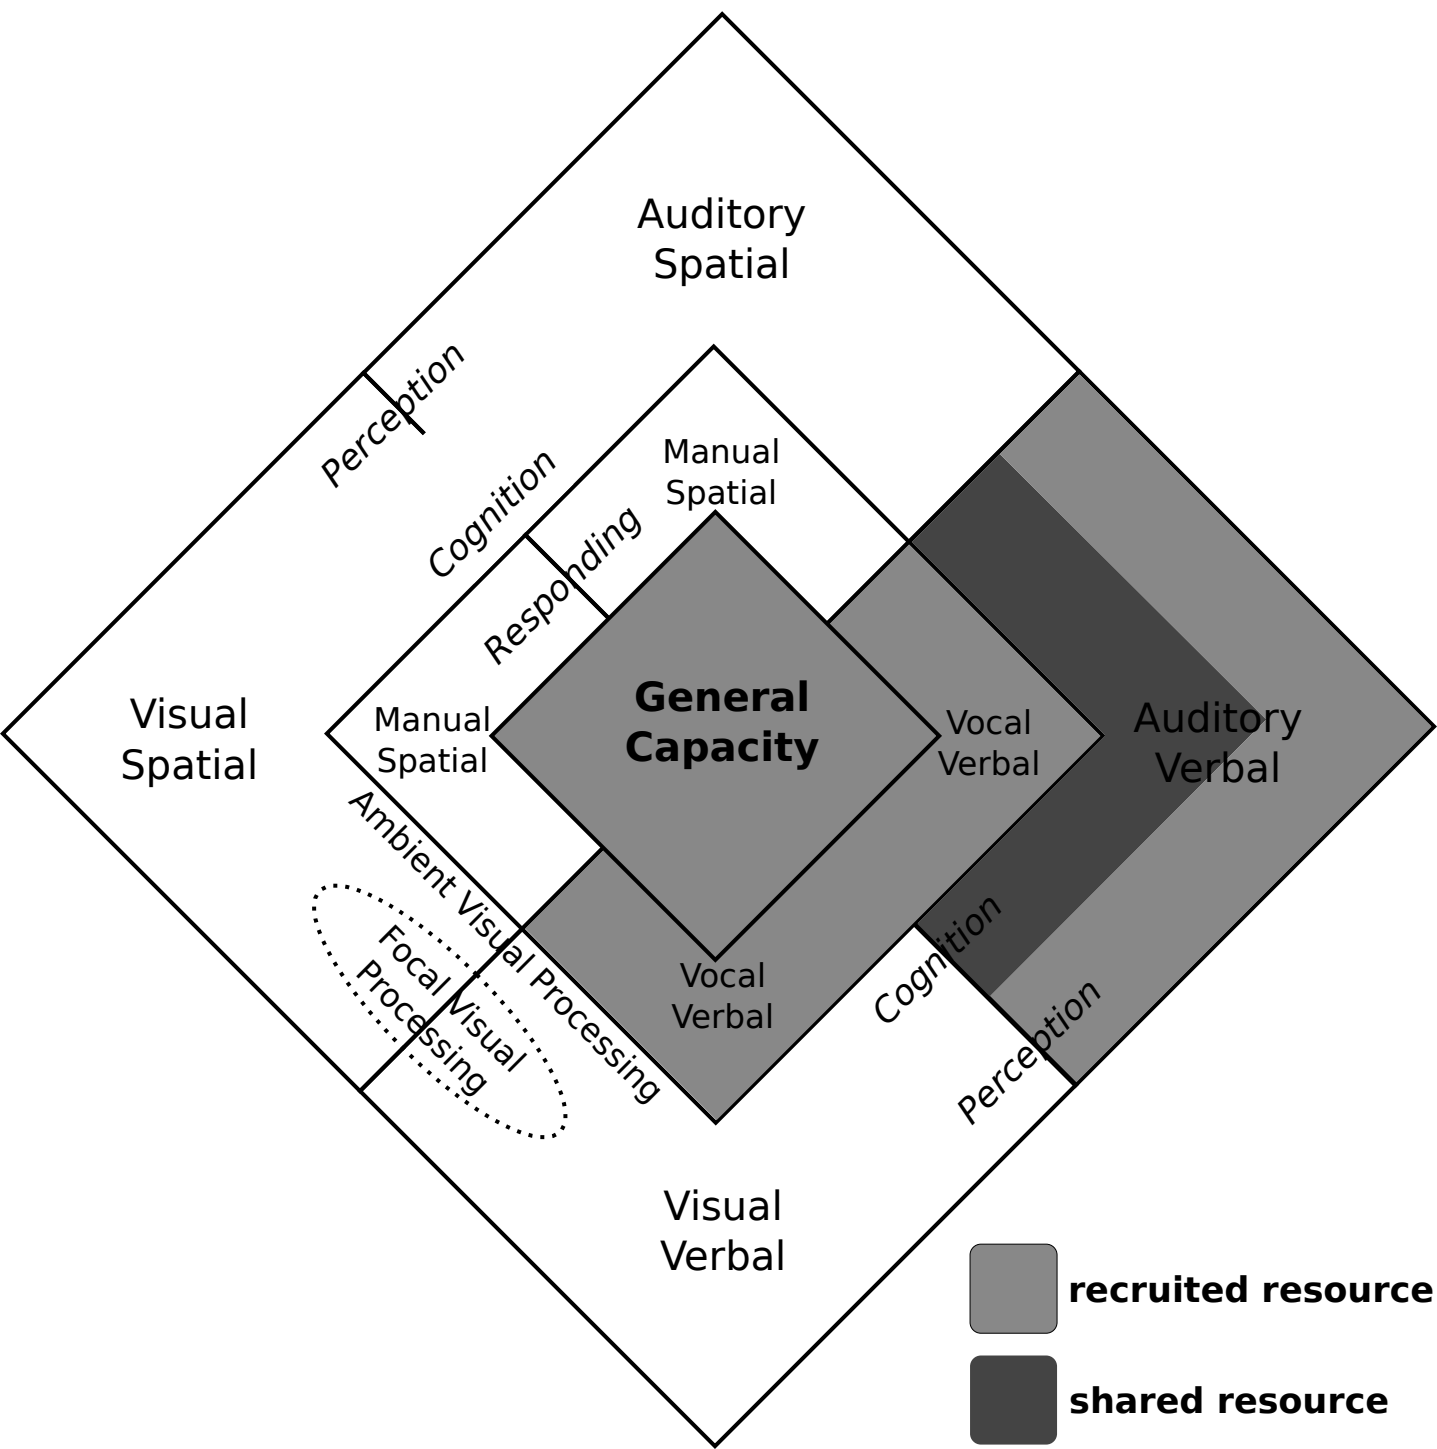 Auditory
Spatial
Perception
Cognition
Manual
Spatial
Responding
Visual
Spatial
Manual
Spatial
General
Capacity
Vocal
Verbal
Auditory
Verbal
Ambient Visual Processing
Focal Visual
Processing
Vocal
Verbal
Cognition
Perception
Visual
Verbal
recruited resource
shared resource